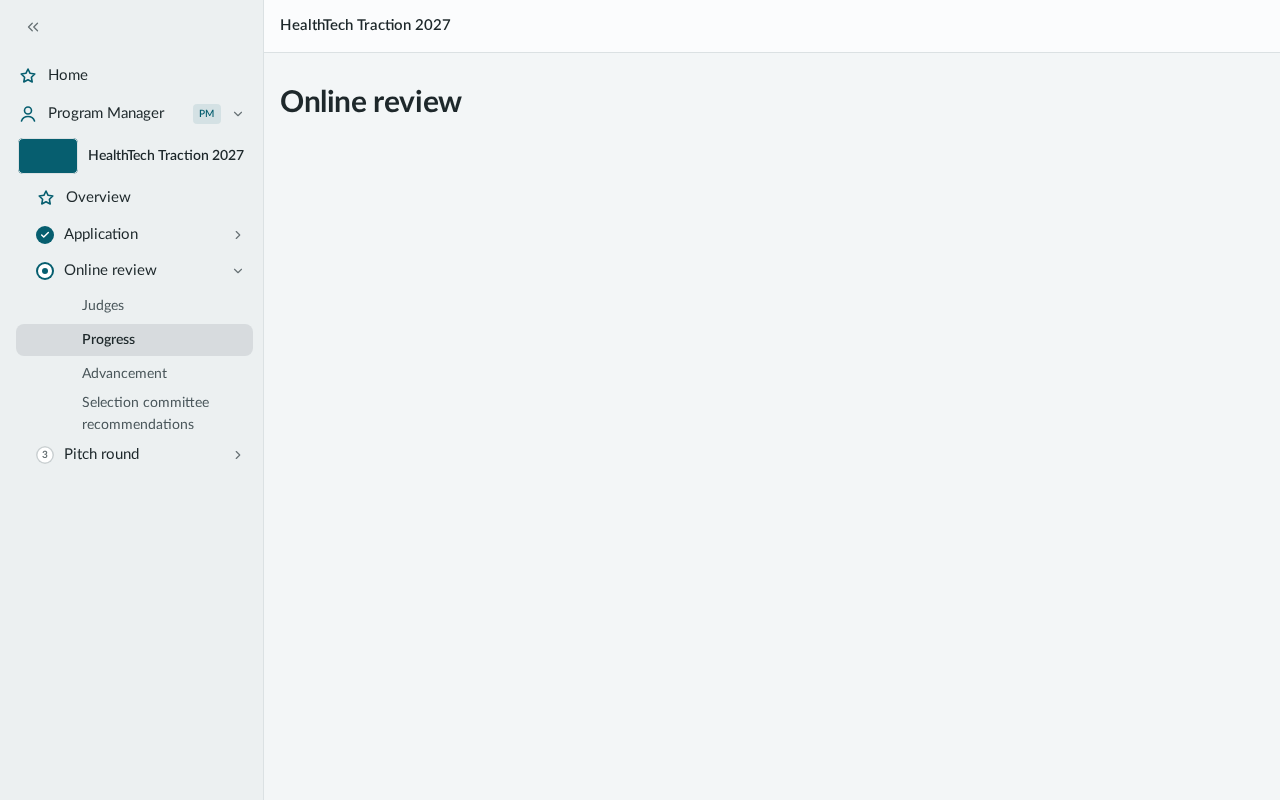 HealthTech Traction 2027
Home
Program Manager PM
HealthTech Traction 2027
Overview
Application
Online review
Judges
Progress
Advancement
Selection committee
recommendations
3 Pitch round
Online review